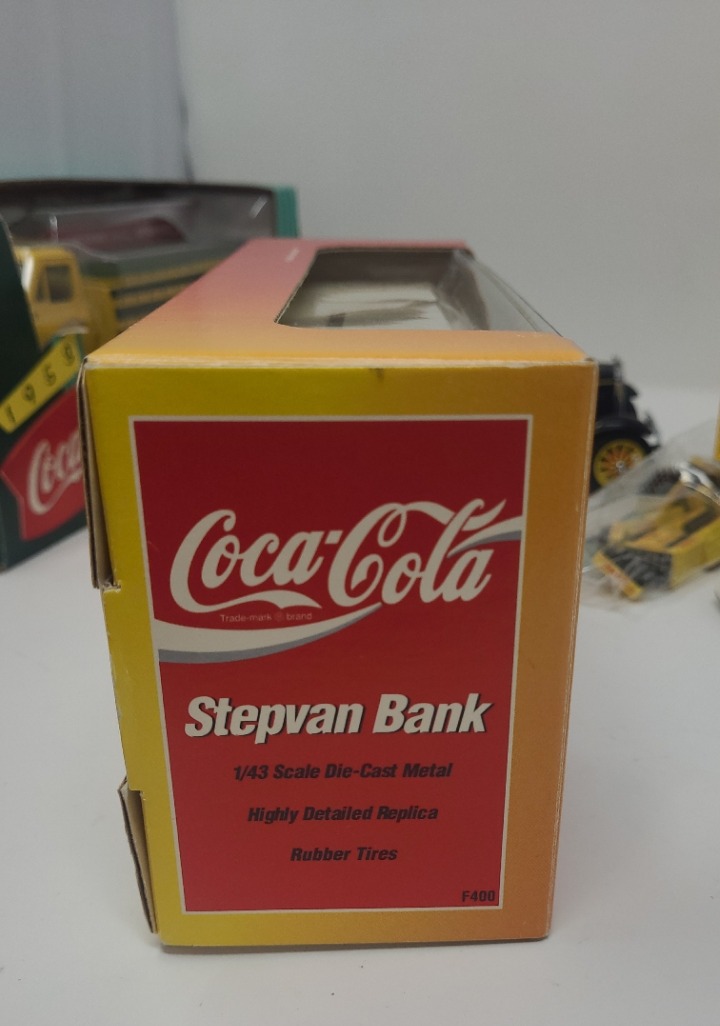 Coca-Cola
Trade-mark ® brand
Stepvan Bank
1/43 Scale Die-Cast Metal
Highly Detailed Replica
Rubber Tires
F400
Coc